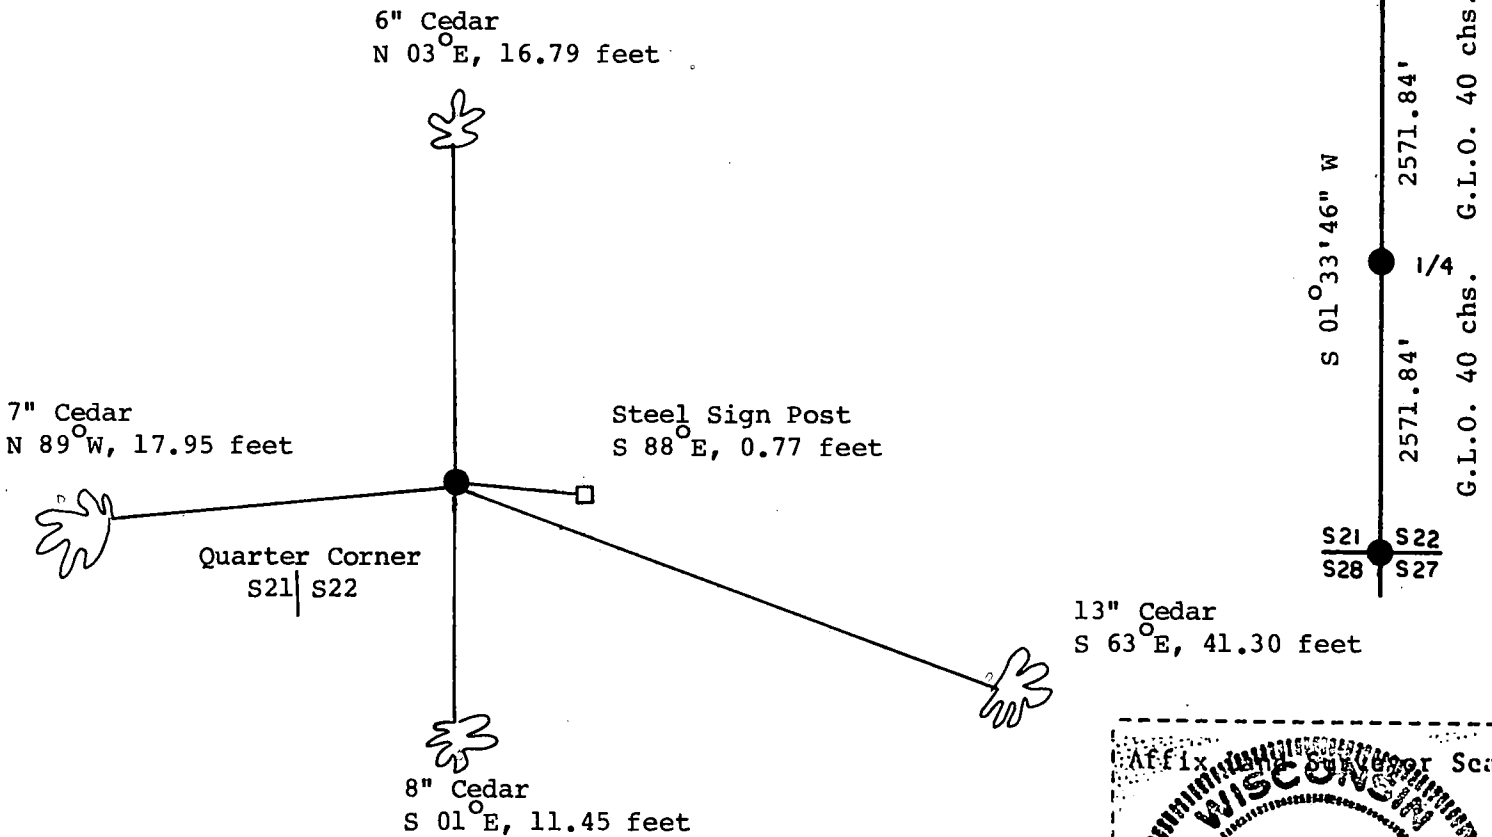 6" Cedar
N 03°E, 16.79 feet
7" Cedar
N 89°W, 17.95 feet
Steel Sign Post
S 88°E, 0.77 feet
Quarter Corner
S21 | S22
13" Cedar
S 63°E, 41.30 feet
8" Cedar
S 01°E, 11.45 feet
S 01°33'46" W
2571.84'
G.L.O. 40 chs.
1/4
2571.84'
G.L.O. 40 chs.
S21 S22
S28 S27
Affix Land Surveyor
WISCONSIN